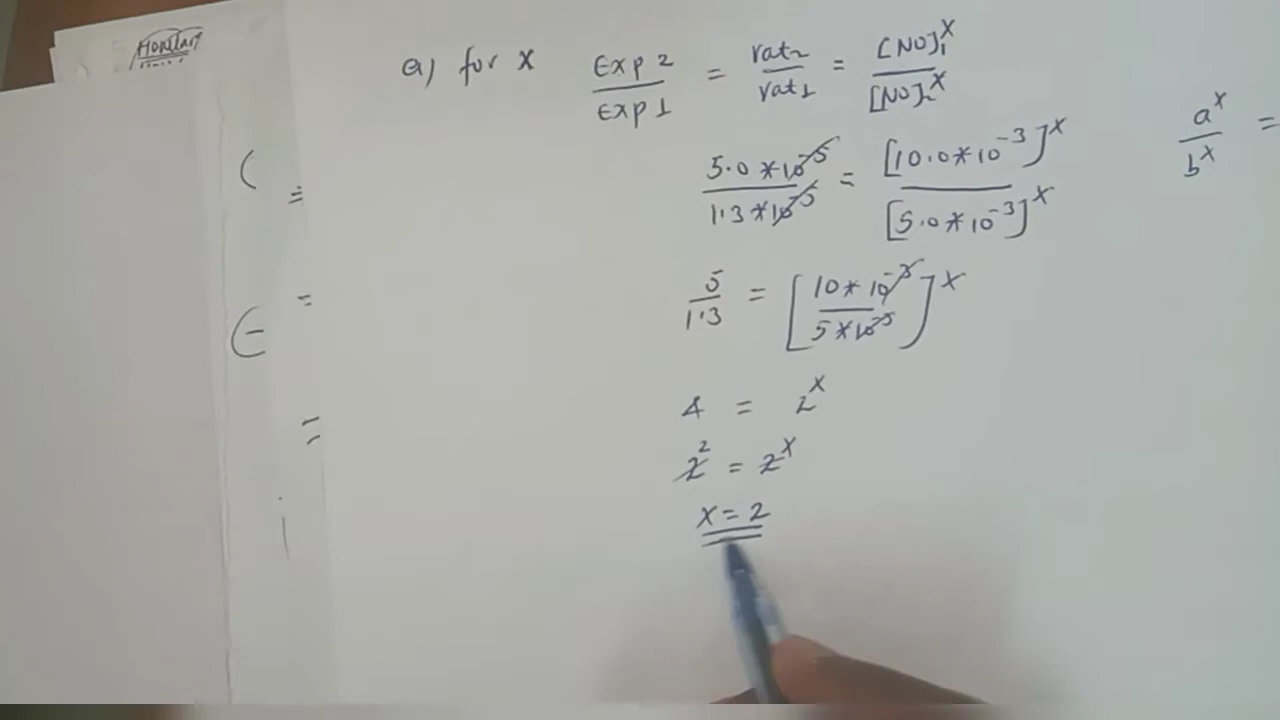 a) for x Exp 2 / Exp 1 = rat2 / rat1 = [NO]1^x / [NO]2^x
a^x / b^x =
5.0 * 10^-5 / 1.3 * 10^-5 = [10.0 * 10^-3]^x / [5.0 * 10^-3]^x
5 / 1.3 = [10 * 10^-3 / 5 * 10^-3]^x
4 = 2^x
2^2 = 2^x
x = 2